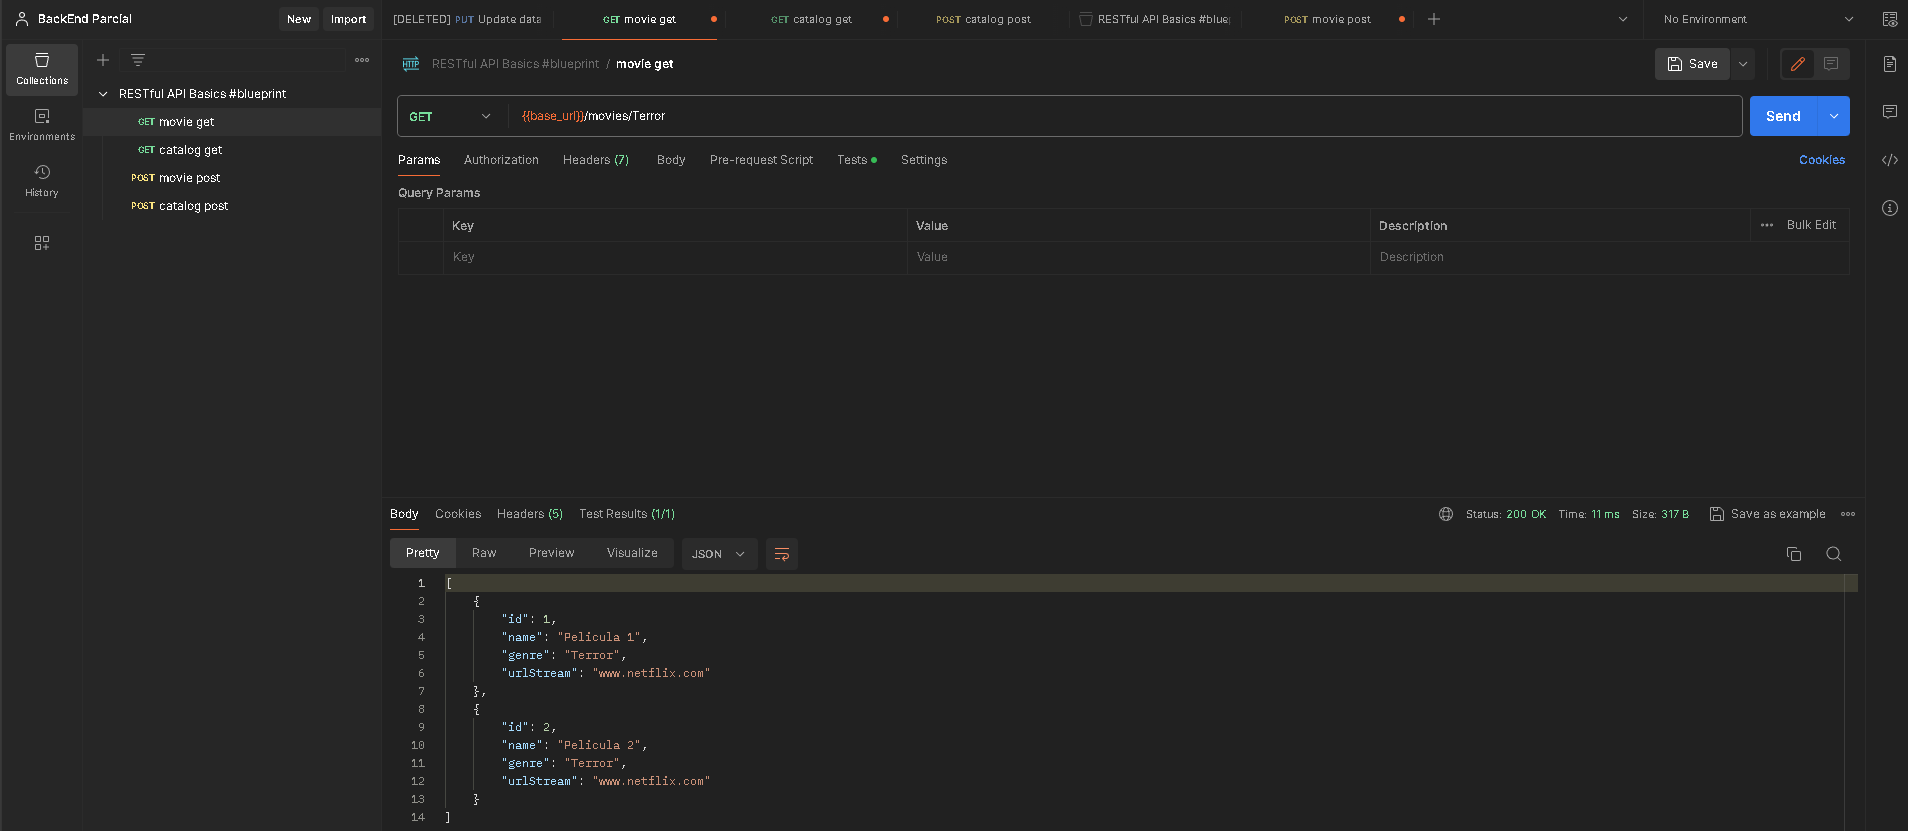 BackEnd Parcial
New
Import
[DELETED] PUT Update data
GET movie get
GET catalog get
POST catalog post
RESTful API Basics #blue
POST movie post
No Environment
Collections
Environments
History
RESTful API Basics #blueprint
GET movie get
GET catalog get
POST movie post
POST catalog post
HTTP RESTful API Basics #blueprint / movie get
Save
GET
{{base_url}}/movies/Terror
Send
Params Authorization Headers (7) Body Pre-request Script Tests Settings
Cookies
Query Params
Key Value Description Bulk Edit
Key Value Description
Body Cookies Headers (5) Test Results (1/1)
Status: 200 OK Time: 11 ms Size: 317 B Save as example
Pretty Raw Preview Visualize JSON
1 [
2 {
3 "id": 1,
4 "name": "Pelicula 1",
5 "genre": "Terror",
6 "urlStream": "www.netflix.com"
7 },
8 {
9 "id": 2,
10 "name": "Pelicula 2",
11 "genre": "Terror",
12 "urlStream": "www.netflix.com"
13 }
14 ]